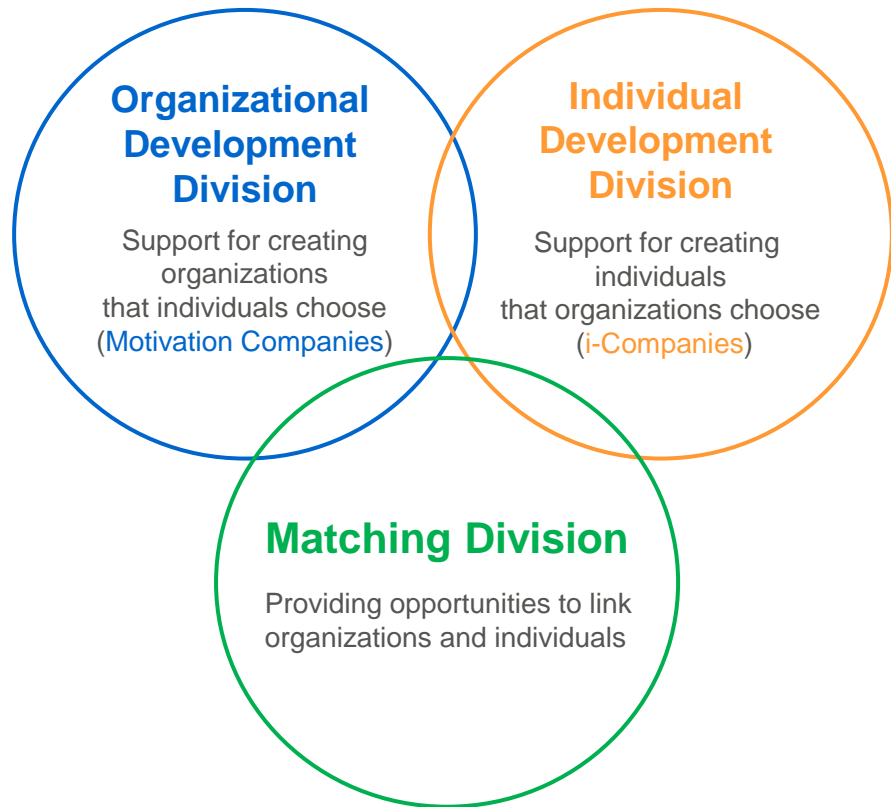 Organizational
Development
Division
Support for creating
organizations
that individuals choose
(Motivation Companies)
Individual
Development
Division
Support for creating
individuals
that organizations choose
(i-Companies)
Matching Division
Providing opportunities to link
organizations and individuals